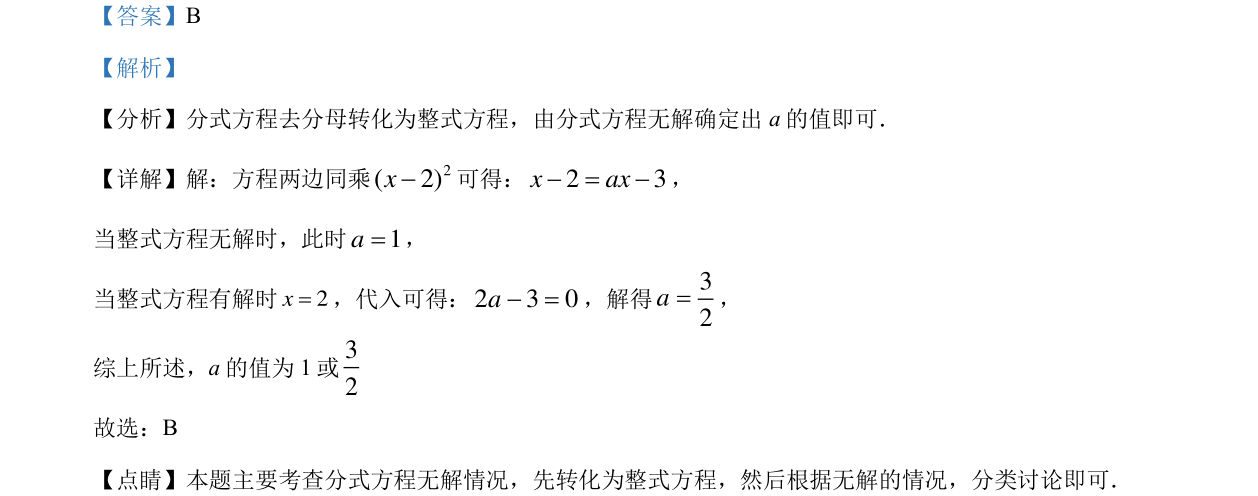 【答案】B
【解析】
【分析】分式方程去分母转化为整式方程，由分式方程无解确定出 a 的值即可．
【详解】解：方程两边同乘 (x − 2)² 可得：x − 2 = ax − 3，
当整式方程无解时，此时 a = 1，
当整式方程有解时 x = 2，代入可得：2a − 3 = 0，解得 a = 3/2，
综上所述，a 的值为 1 或 3/2
故选：B
【点睛】本题主要考查分式方程无解情况，先转化为整式方程，然后根据无解的情况，分类讨论即可．